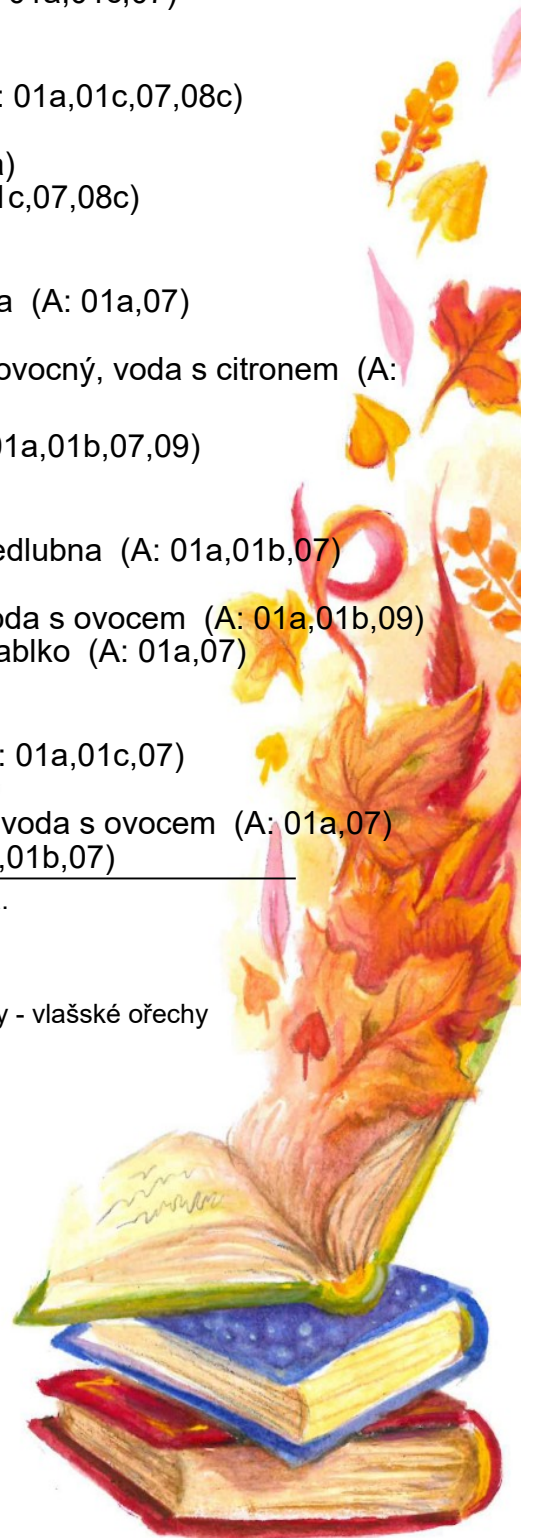 : 01a,01c,07,08c)
)
c,07,08c)
a (A: 01a,07)
ovocný, voda s citronem (A:
01a,01b,07,09)
edlubna (A: 01a,01b,07)
oda s ovocem (A: 01a,01b,09)
ablko (A: 01a,07)
: 01a,01c,07)
voda s ovocem (A: 01a,07)
,01b,07)
.
y - vlašské ořechy